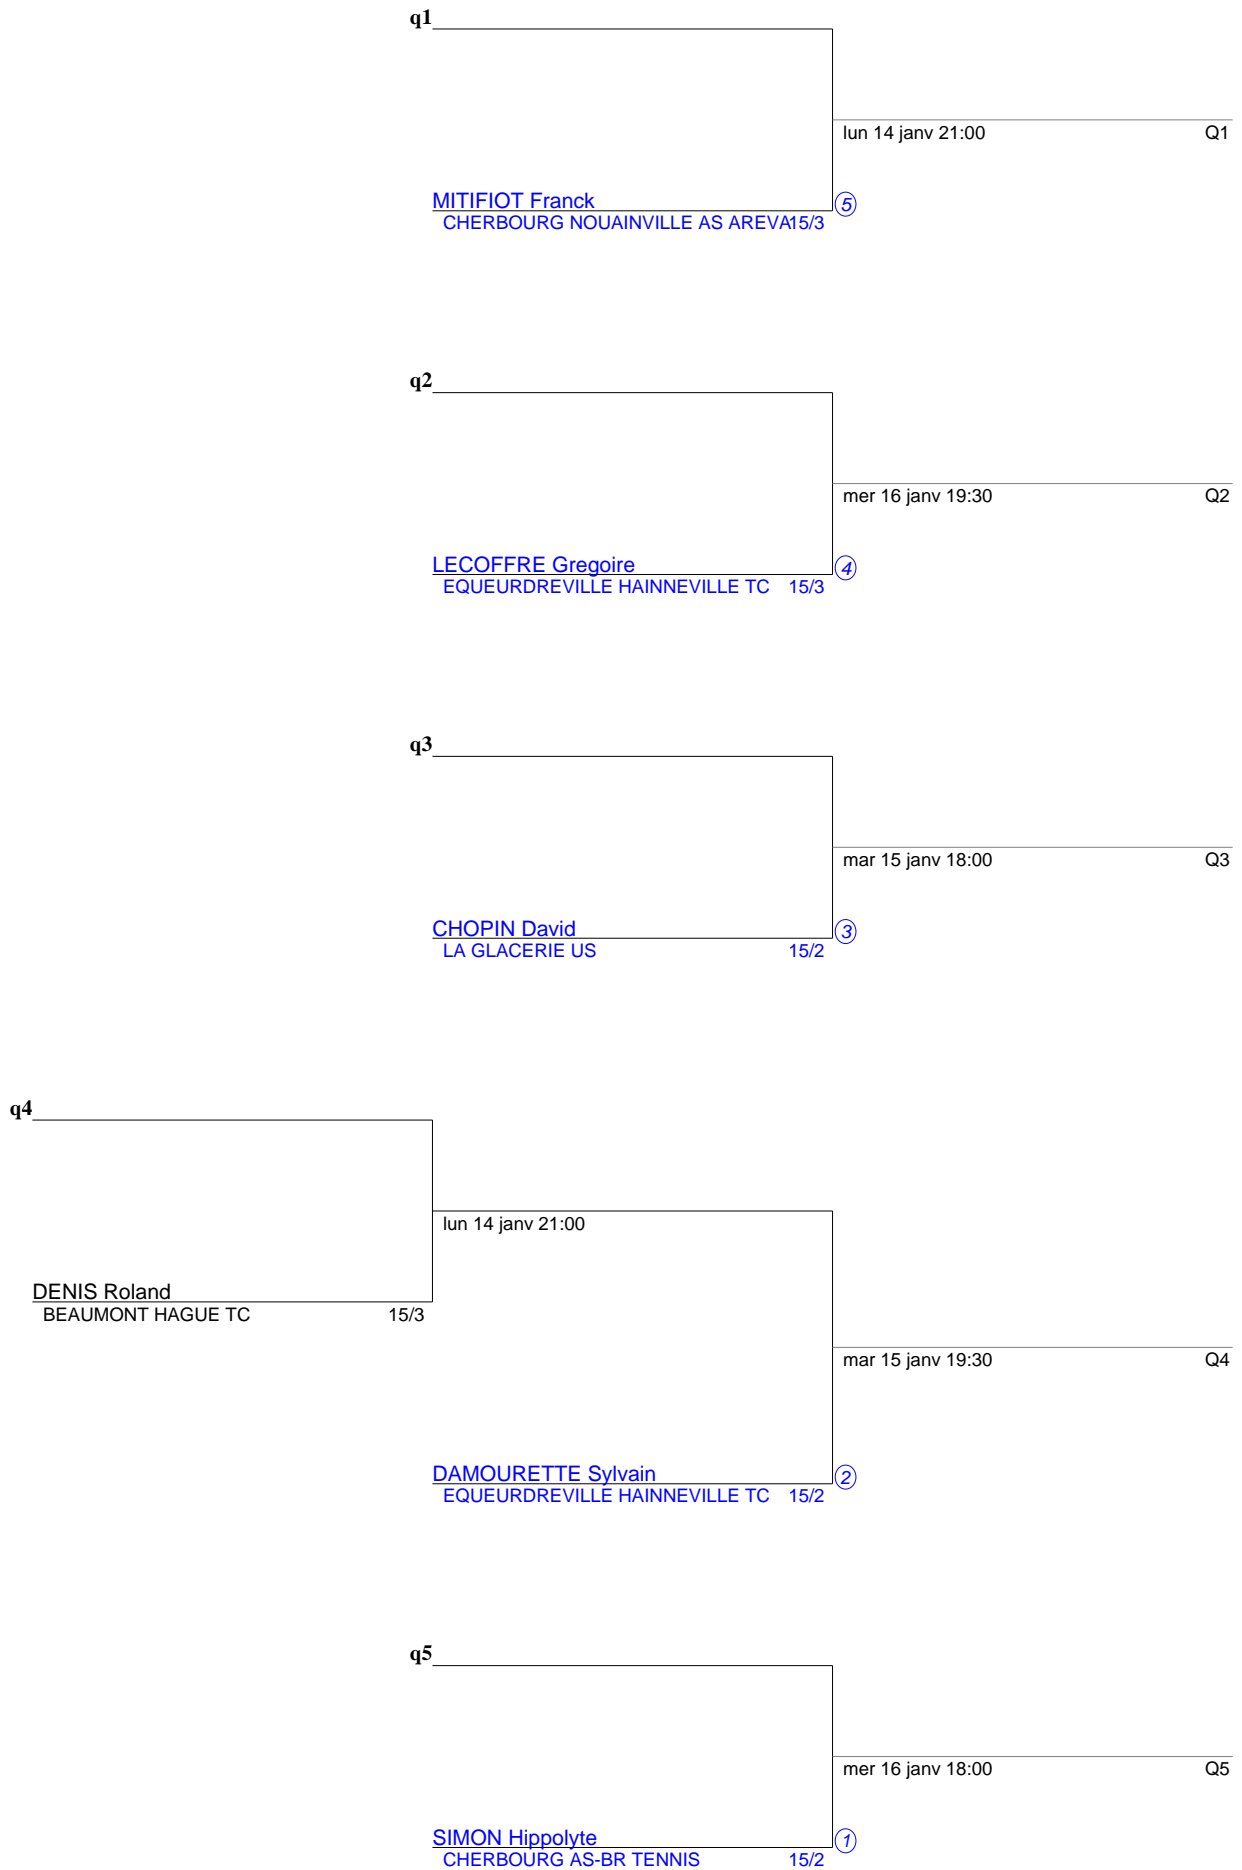 q1
lun 14 janv 21:00 Q1
MITIFIOT Franck 5
CHERBOURG NOUAINVILLE AS AREVA15/3
q2
mer 16 janv 19:30 Q2
LECOFFRE Gregoire 4
EQUEURDREVILLE HAINNEVILLE TC 15/3
q3
mar 15 janv 18:00 Q3
CHOPIN David 3
LA GLACERIE US 15/2
q4
lun 14 janv 21:00
DENIS Roland
BEAUMONT HAGUE TC 15/3
mar 15 janv 19:30 Q4
DAMOURETTE Sylvain 2
EQUEURDREVILLE HAINNEVILLE TC 15/2
q5
mer 16 janv 18:00 Q5
SIMON Hippolyte 1
CHERBOURG AS-BR TENNIS 15/2